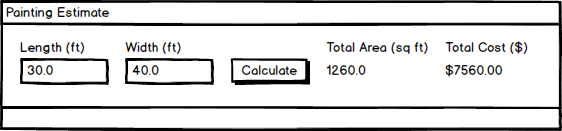 Painting Estimate
Length (ft) Width (ft) Total Area (sq ft) Total Cost ($)
30.0 40.0 Calculate 1260.0 $7560.00